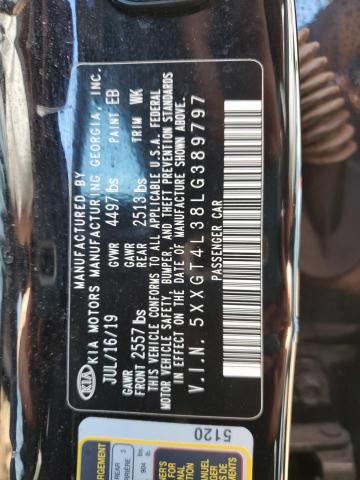 KIA
MANUFACTURED BY
KIA MOTORS MANUFACTURING GEORGIA, INC.
JUL/16/19 GVWR 4497lbs PAINT EB
GAWR FRONT 2557lbs GAWR REAR 2513lbs TRIM WK
THIS VEHICLE CONFORMS TO ALL APPLICABLE U.S.A. FEDERAL
MOTOR VEHICLE SAFETY, BUMPER, AND THEFT PREVENTION STANDARDS
IN EFFECT ON THE DATE OF MANUFACTURE SHOWN ABOVE.
V.I.N. 5XXGT4L38LG389797
PASSENGER CAR
5120
REAR
904